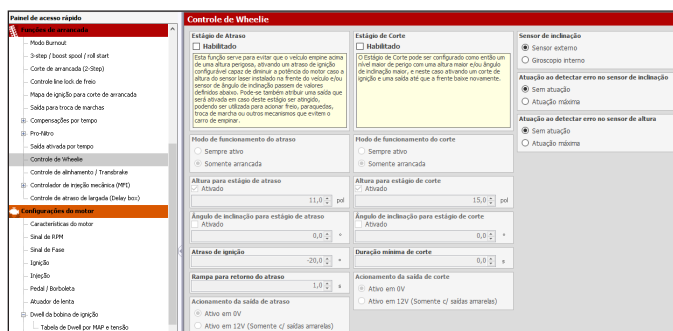 Painel de acesso rápido
Funções de arrancada
Modo Burnout
3-step / boost spool / roll start
Corte de arrancada (2-Step)
Controle line lock de freio
Mapa de ignição para corte de arrancada
Saída para troca de marchas
Compensações por tempo
Pro-Nitro
Saída ativada por tempo
Controle de Wheelie
Controle de alinhamento / Transbrake
Controlador de injeção mecânica (MFI)
Controle da atraso de largada (Delay box)
Configurações do motor
Características do motor
Sinal de RPM
Sinal de Fase
Ignição
Injeção
Pedal / Borboleta
Atuador de lenta
Dwell da bobina de ignição
Tabela de Dwell por MAP e tensão
Controle de Wheelie
Estágio de Atraso
Habilitado
Esta função serve para evitar que o veículo empine acima
de uma altura perigosa, ativando um atraso de ignição
configurável capaz de diminuir a potência do motor caso a
altura do sensor laser instalado na frente do veículo e/ou
sensor de ângulo de inclinação passem de valores
definidos abaixo. Pode-se também atribuir uma saída que
será ativada em caso deste estágio ser atingido,
podendo ser utilizada para acionar freio, paraquedas,
troca de marcha ou outros mecanismos que evitem o
carro de empinar.
Modo de funcionamento do atraso
Sempre ativo
Somente arrancada
Altura para estágio de atraso
Ativado
11,0 pol
Ângulo de inclinação para estágio de atraso
Ativado
0,0 °
Atraso de ignição
-20,0 °
Rampa para retorno do atraso
1,0 s
Acionamento da saída de atraso
Ativo em 0V
Ativo em 12V (Somente c/ saídas amarelas)
Estágio de Corte
Habilitado
O Estágio de Corte pode ser configurado como então um
nível maior de perigo com uma altura maior e/ou ângulo
de inclinação maior, e neste caso ativando um corte de
ignição e uma saída até que a frente baixe novamente.
Modo de funcionamento do corte
Sempre ativo
Somente arrancada
Altura para estágio de corte
Ativado
15,0 pol
Ângulo de inclinação para estágio de corte
Ativado
0,0 °
Duração mínima de corte
0,0 s
Acionamento da saída de corte
Ativo em 0V
Ativo em 12V (Somente c/ saídas amarelas)
Sensor de inclinação
Sensor externo
Giroscopio interno
Atuação ao detectar erro no sensor de inclinação
Sem atuação
Atuação máxima
Atuação ao detectar erro no sensor de altura
Sem atuação
Atuação máxima